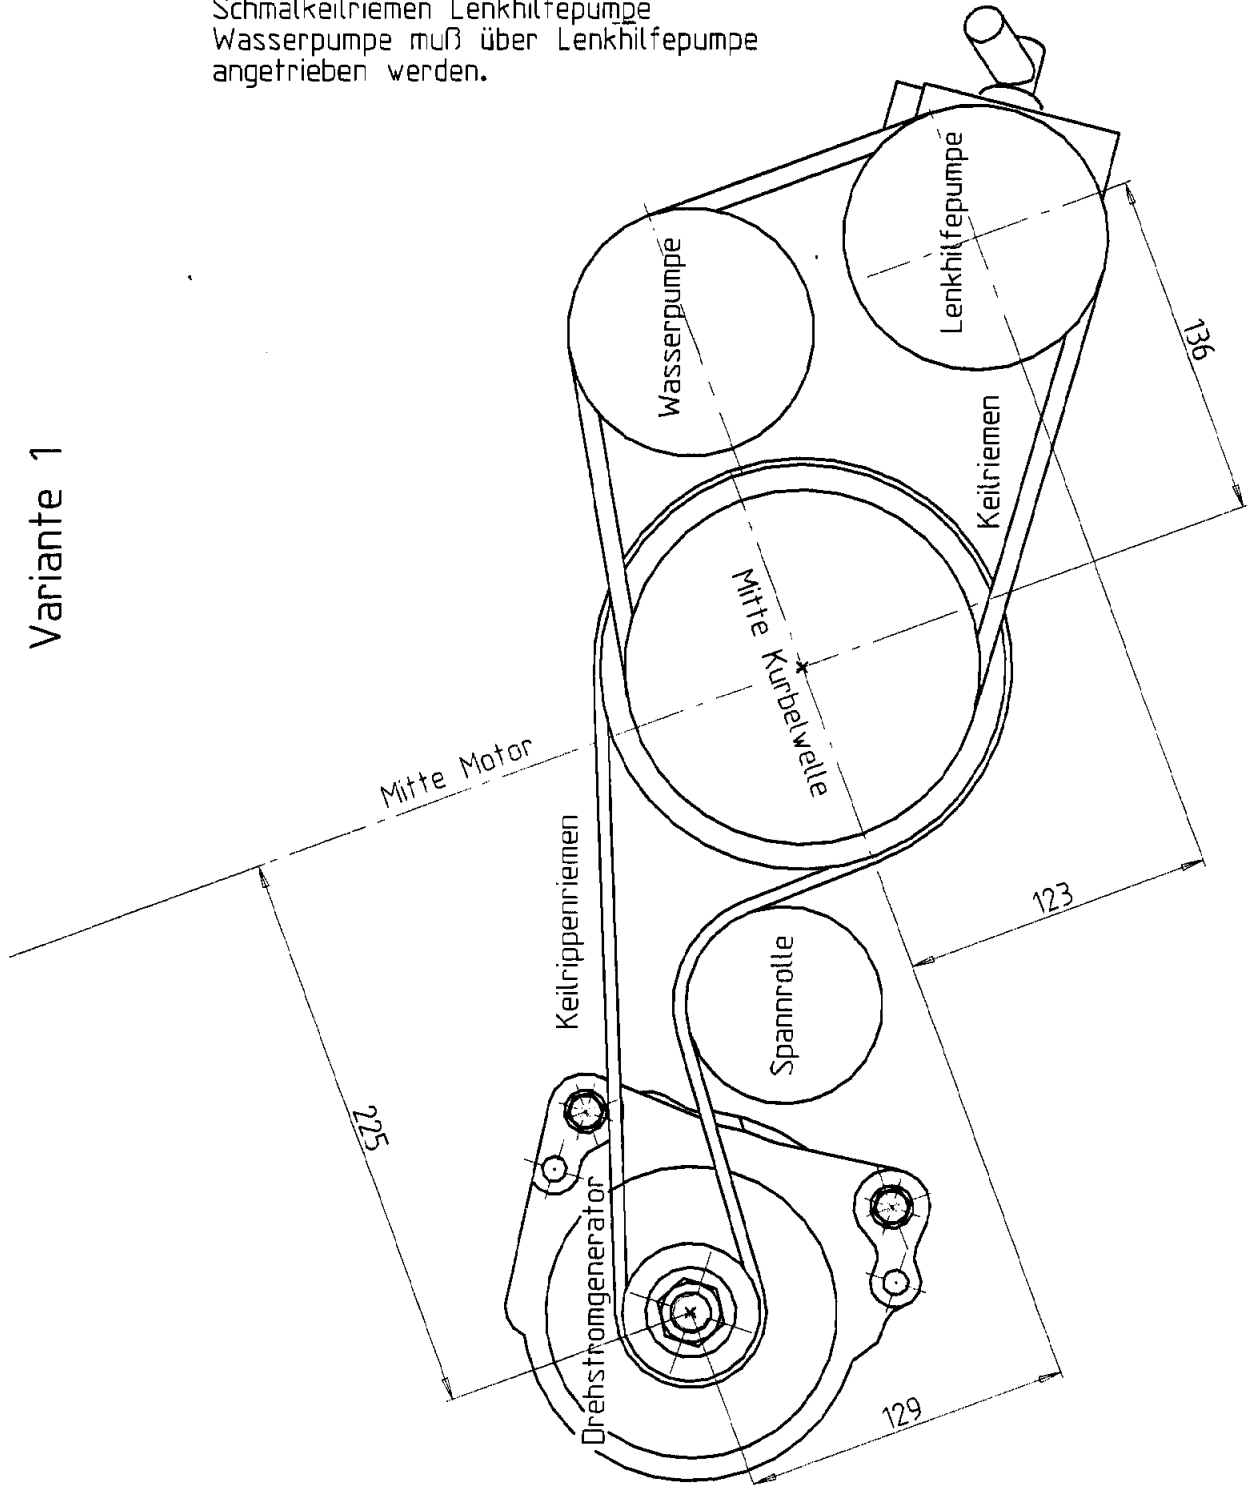 Schmalkeilriemen Lenkhilfepumpe
Wasserpumpe muß über Lenkhilfepumpe
angetrieben werden.
Variante 1
Lenkhilfepumpe
Wasserpumpe
136
Keilriemen
Mitte Kurbelwelle
Mitte Motor
123
Keilrippenriemen
Spannrolle
225
Drehstromgenerator
129